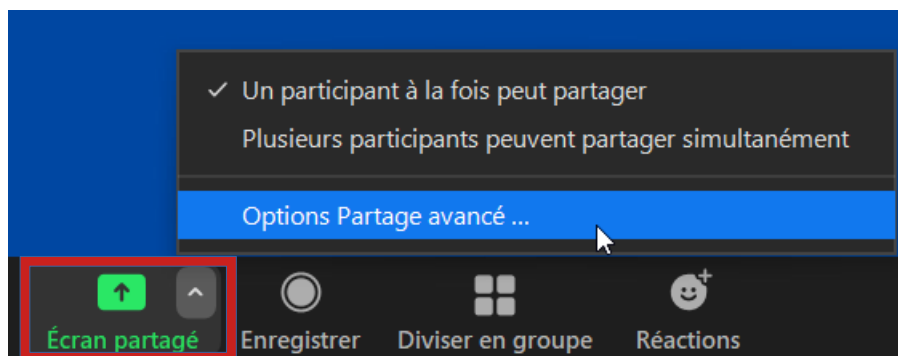 Un participant à la fois peut partager
Plusieurs participants peuvent partager simultanément
Options Partage avancé ...
Écran partagé
Enregistrer
Diviser en groupe
Réactions